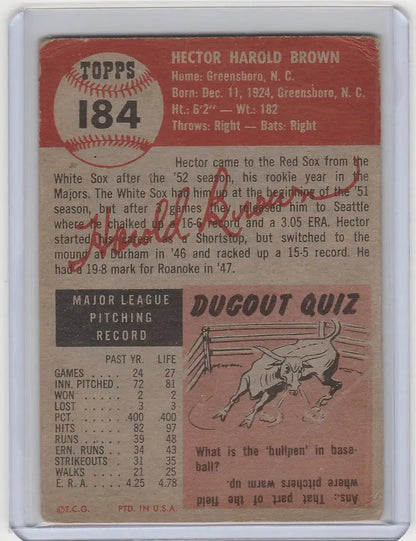 TOPPS
184
HECTOR HAROLD BROWN
Home: Greensboro, N. C.
Born: Dec. 11, 1924, Greensboro, N. C.
Ht.: 6'2" — Wt.: 182
Throws: Right — Bats: Right
Hector came to the Red Sox from the
White Sox after the '52 season, his rookie year in the
Majors. The White Sox had him up at the beginning of the '51
season, but after 3 games they released him to Seattle
where he chalked up a 16-6 record and a 3.05 ERA. Hector
started his career as a Shortstop, but switched to the
mound at Durham in '46 and racked up a 15-5 record. He
had a 19-8 mark for Roanoke in '47.
Harold Brown
MAJOR LEAGUE
PITCHING
RECORD
PAST YR. LIFE
GAMES . . . . 24 27
INN. PITCHED . 72 81
WON . . . . . 2 2
LOST . . . . . 3 3
PCT. . . . . .400 .400
HITS . . . . . 82 97
RUNS . . . . . 39 48
ERN. RUNS . . 34 43
STRIKEOUTS . . 31 35
WALKS . . . . 21 25
E. R. A. . . . . 4.25 4.78
©T.C.G. PTD. IN U.S.A.
DUGOUT QUIZ
What is the 'bullpen' in base-
ball?
Ans.: That part of the field
where pitchers warm up.